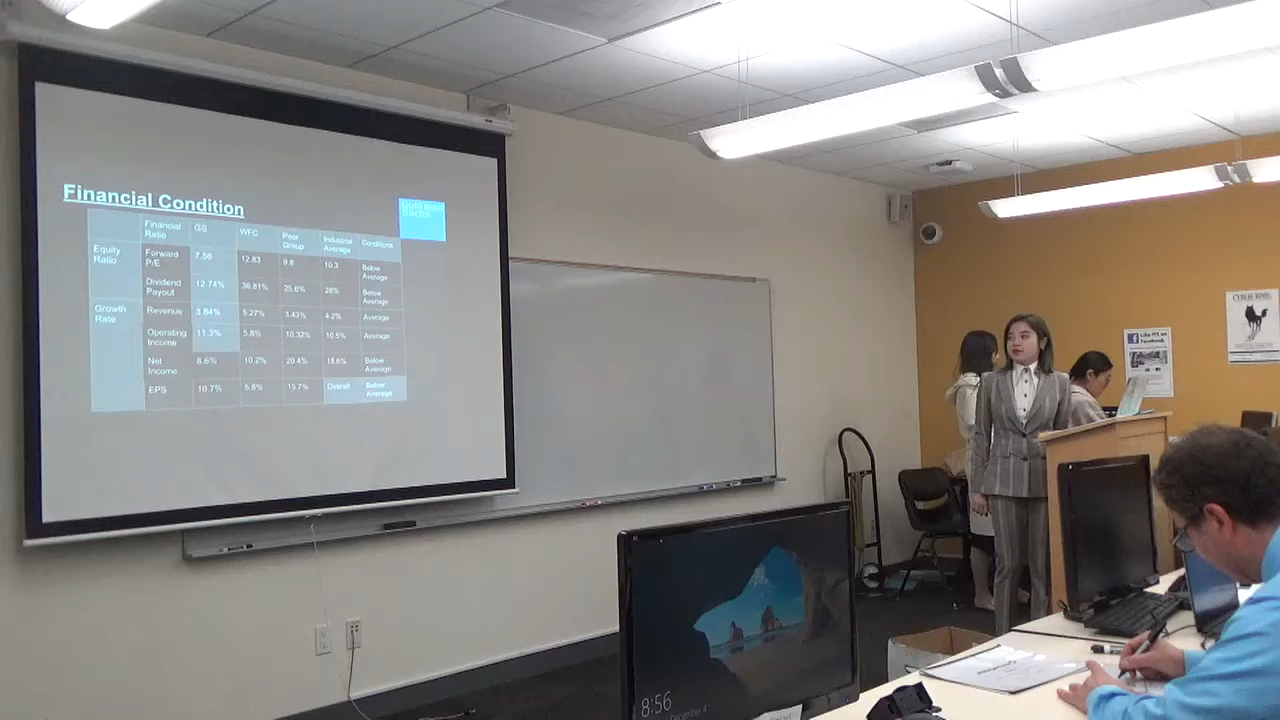 Financial Condition
Goldman
Sachs
Financial Ratio GS WFC Peer Group Industrial Average Conditions
Equity Ratio Forward P/E 7.56 12.83 9.8 10.3 Below Average
Dividend Payout 12.74% 36.81% 25.6% 28% Below Average
Growth Rate Revenue 3.84% 5.27% 3.43% 4.2% Average
Operating Income 11.3% 5.8% 10.32% 10.5% Average
Net Income 8.6% 10.2% 20.4% 18.6% Below Average
EPS 10.7% 5.8% Overall Below Average
Like ITS on
Facebook
8:56
December 4